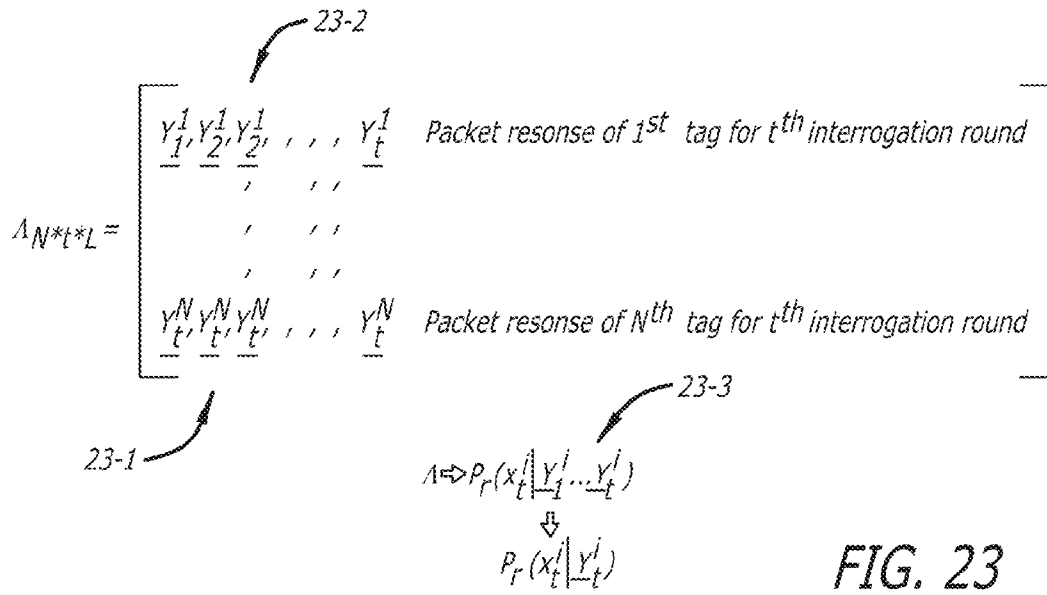 23-2
Y_1^1, Y_2^1, Y_2^1, , , , Y_t^1 Packet resonse of 1^st tag for t^th interrogation round
, , ,
Λ_N*t*L = , , ,
, , ,
Y_t^N, Y_t^N, Y_t^N, , , , Y_t^N Packet resonse of N^th tag for t^th interrogation round
23-3
23-1
Λ⇨P_r(x_t^i|Y_1^i...Y_t^i)
⇩
P_r(x_t^i|Y_t^i)
FIG. 23